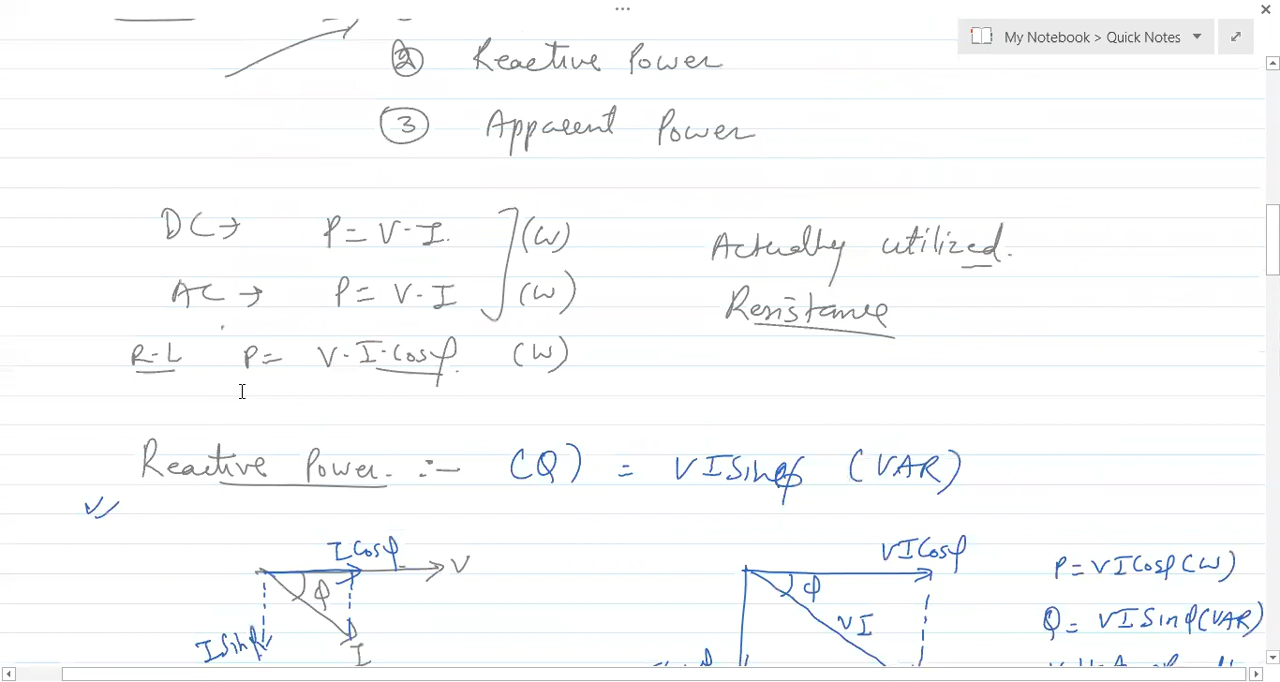 My Notebook > Quick Notes
2 Reactive Power
3 Apparent Power
DC → P = V·I. (W)
Actually utilized.
AC → P = V·I (W)
Resistance
R-L P = V·I·Cosφ. (W)
Reactive Power :- (Q) = VISinφ (VAR)
ICosφ V
φ
ISinφ I
VICosφ
φ
VI
P = VICosφ (W)
Q = VISinφ (VAR)